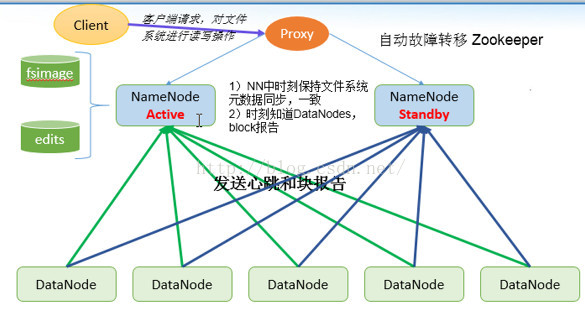 Client
客户端请求，对文件
系统进行读写操作
Proxy
自动故障转移 Zookeeper
fsimage
edits
NameNode
Active
1）NN中时刻保持文件系统
元数据同步，一致
2）时刻知道DataNodes，
block报告
NameNode
Standby
http://blog.csdn.net/
发送心跳和块报告
DataNode
DataNode
DataNode
DataNode
DataNode